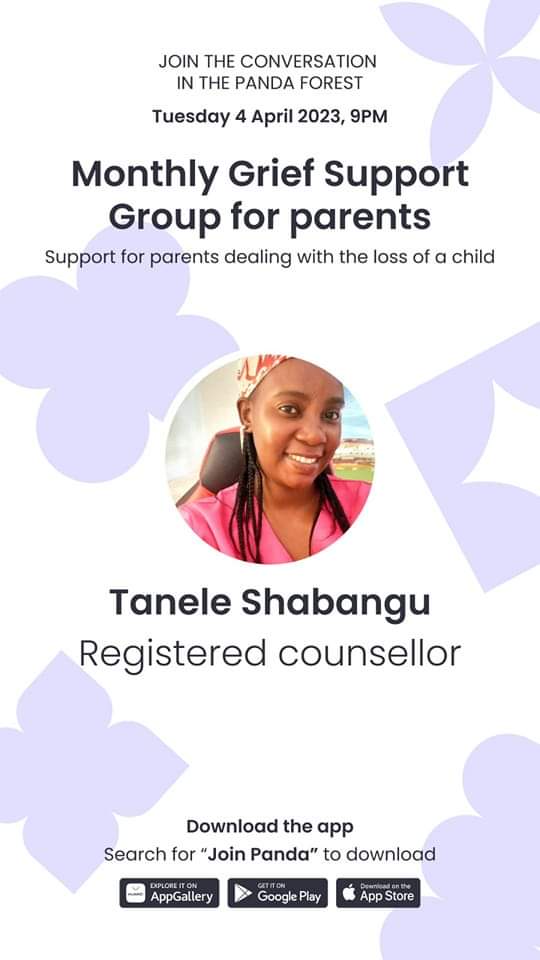 JOIN THE CONVERSATION
IN THE PANDA FOREST
Tuesday 4 April 2023, 9PM
Monthly Grief Support
Group for parents
Support for parents dealing with the loss of a child
Tanele Shabangu
Registered counsellor
Download the app
Search for “Join Panda” to download
HUAWEI
EXPLORE IT ON
AppGallery
GET IT ON
Google Play
Download on the
App Store